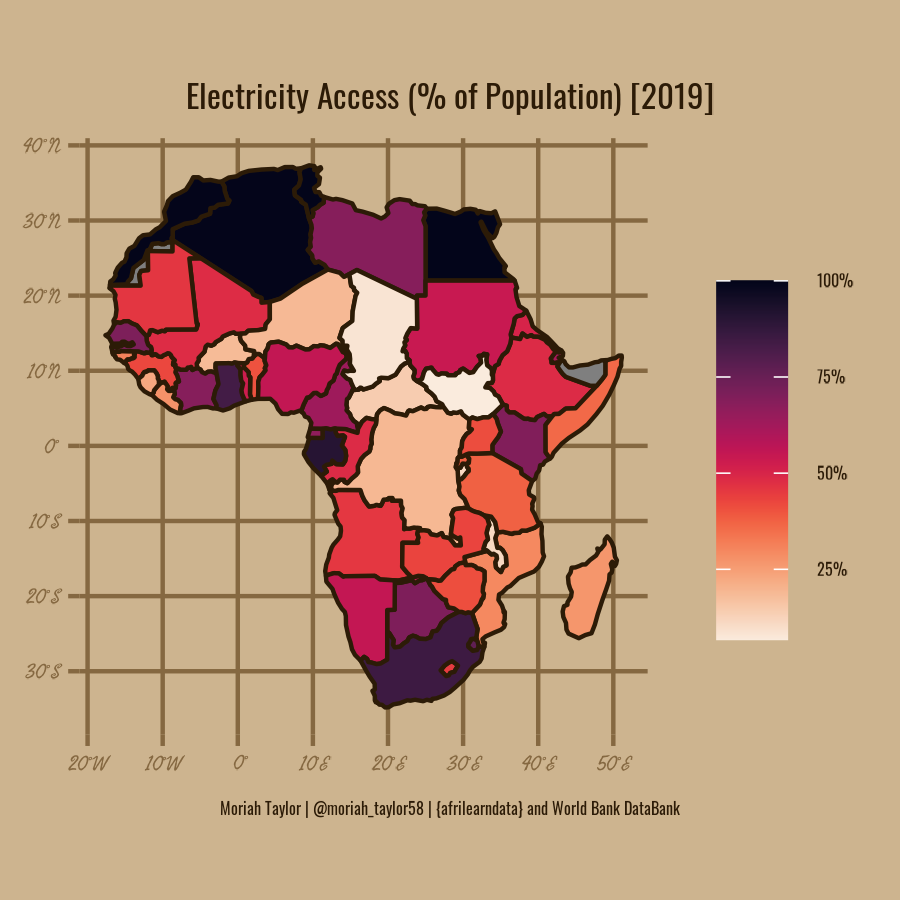 Electricity Access (% of Population) [2019]
40°N
30°N
20°N
10°N
0°
10°S
20°S
30°S
20°W 10°W 0° 10°E 20°E 30°E 40°E 50°E
100%
75%
50%
25%
Moriah Taylor | @moriah_taylor58 | {afrilearndata} and World Bank DataBank